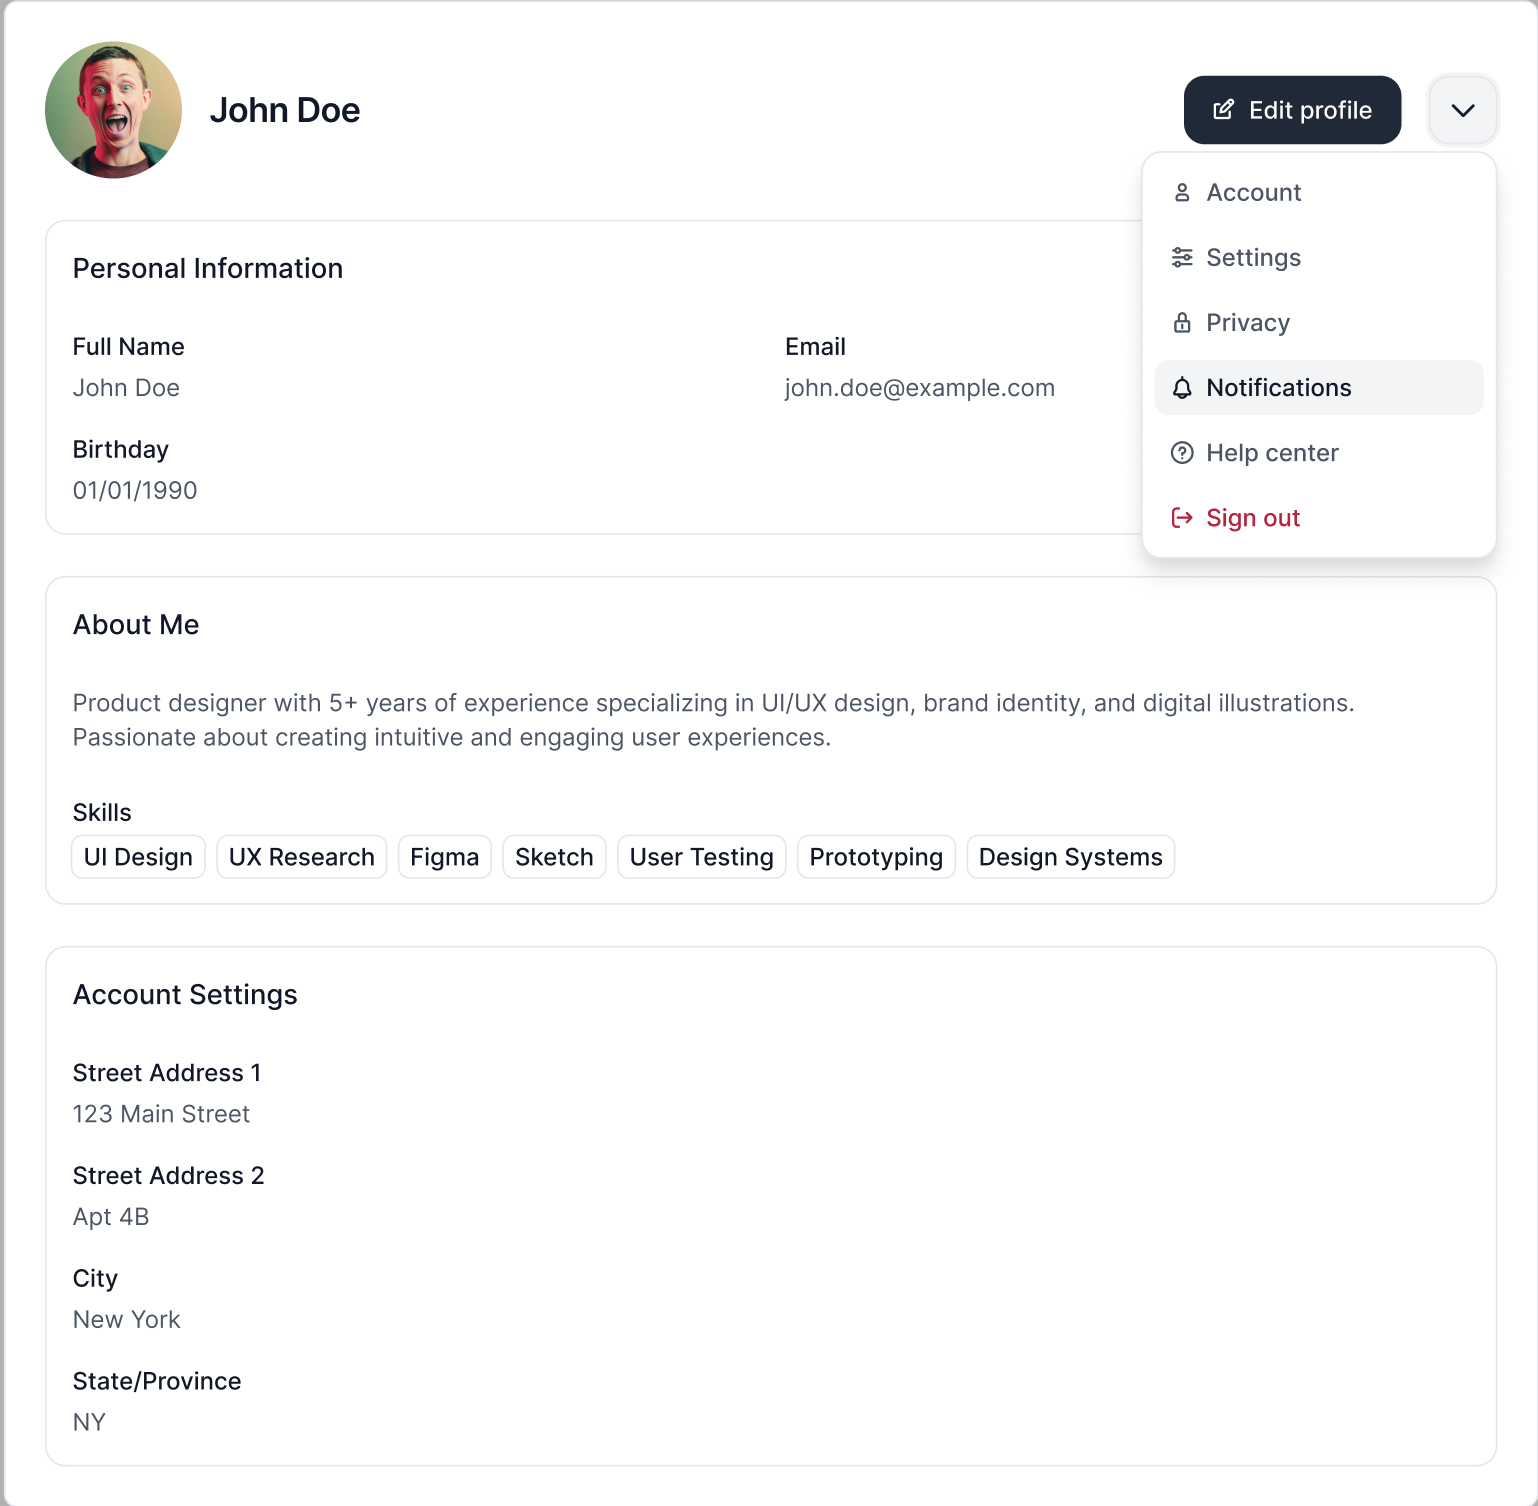 John Doe
Edit profile
Account
Settings
Privacy
Notifications
Help center
Sign out
Personal Information
Full Name
John Doe
Email
john.doe@example.com
Birthday
01/01/1990
About Me
Product designer with 5+ years of experience specializing in UI/UX design, brand identity, and digital illustrations.
Passionate about creating intuitive and engaging user experiences.
Skills
UI Design UX Research Figma Sketch User Testing Prototyping Design Systems
Account Settings
Street Address 1
123 Main Street
Street Address 2
Apt 4B
City
New York
State/Province
NY